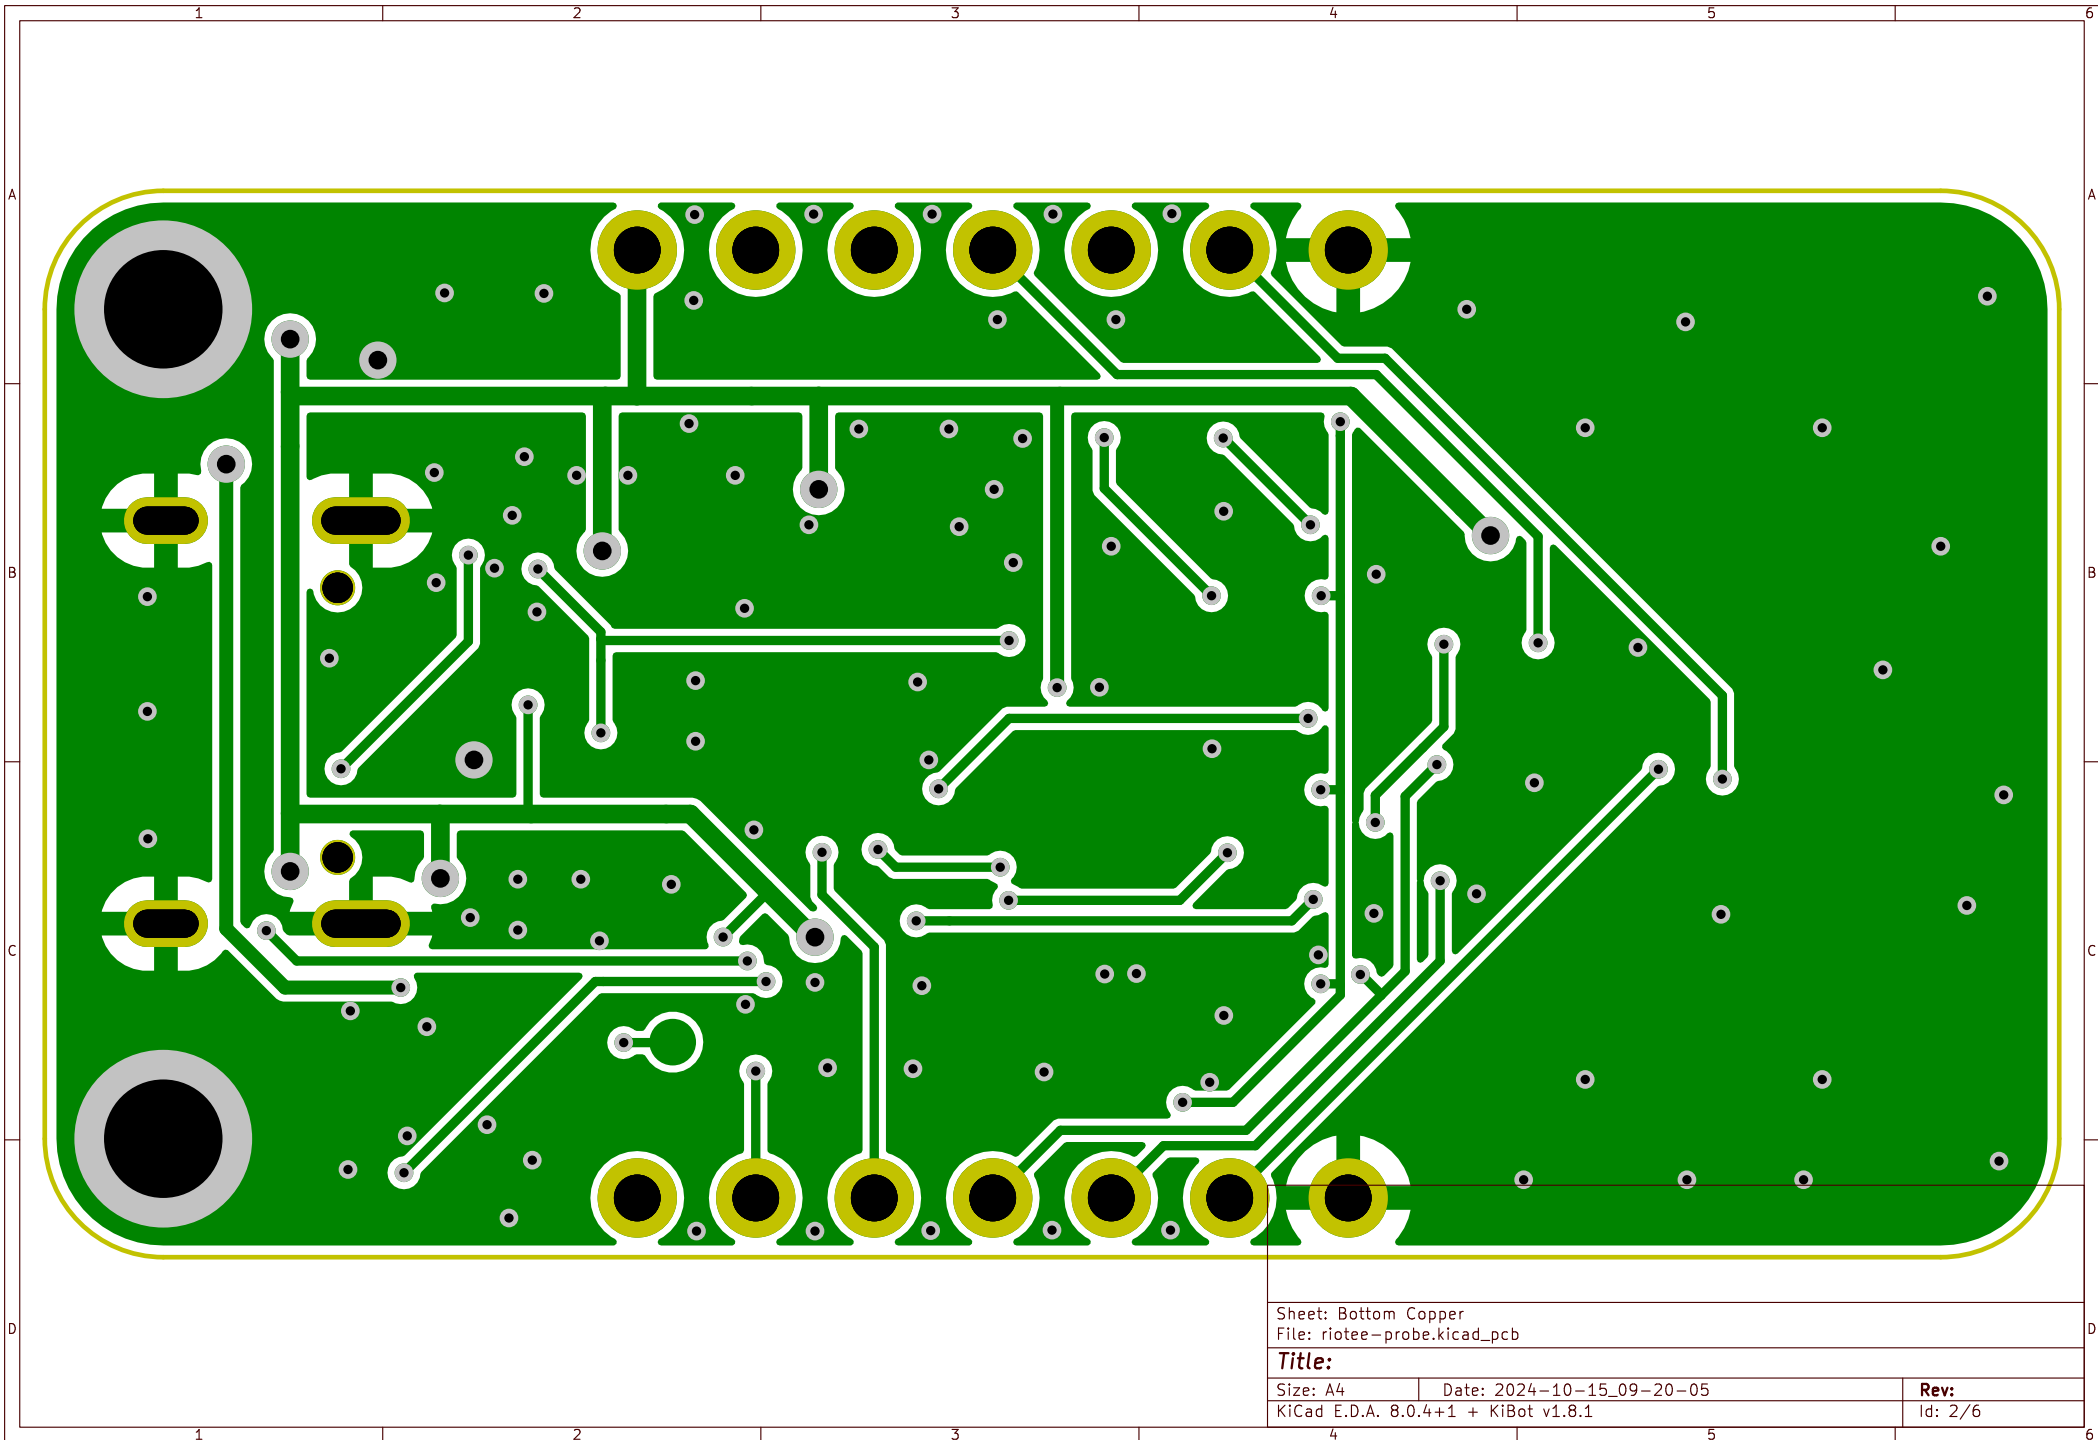 1 2 3 4 5 6
A A
B B
C C
D D
Sheet: Bottom Copper
File: riotee-probe.kicad_pcb
Title:
Size: A4 Date: 2024-10-15_09-20-05 Rev:
KiCad E.D.A. 8.0.4+1 + KiBot v1.8.1 Id: 2/6
1 2 3 4 5 6